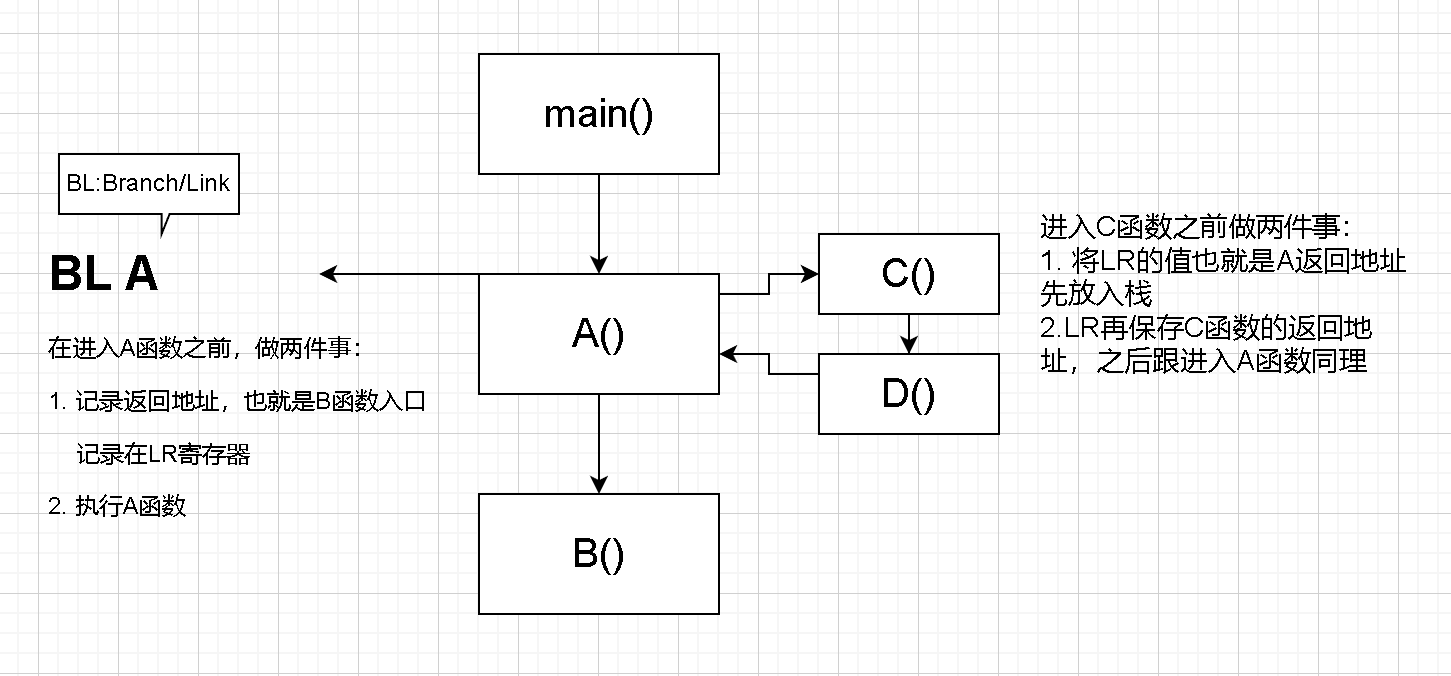 main()
BL:Branch/Link
BL A
在进入A函数之前，做两件事：
1. 记录返回地址，也就是B函数入口
记录在LR寄存器
2. 执行A函数
A()
C()
D()
B()
进入C函数之前做两件事：
1. 将LR的值也就是A返回地址
先放入栈
2.LR再保存C函数的返回地
址，之后跟进入A函数同理